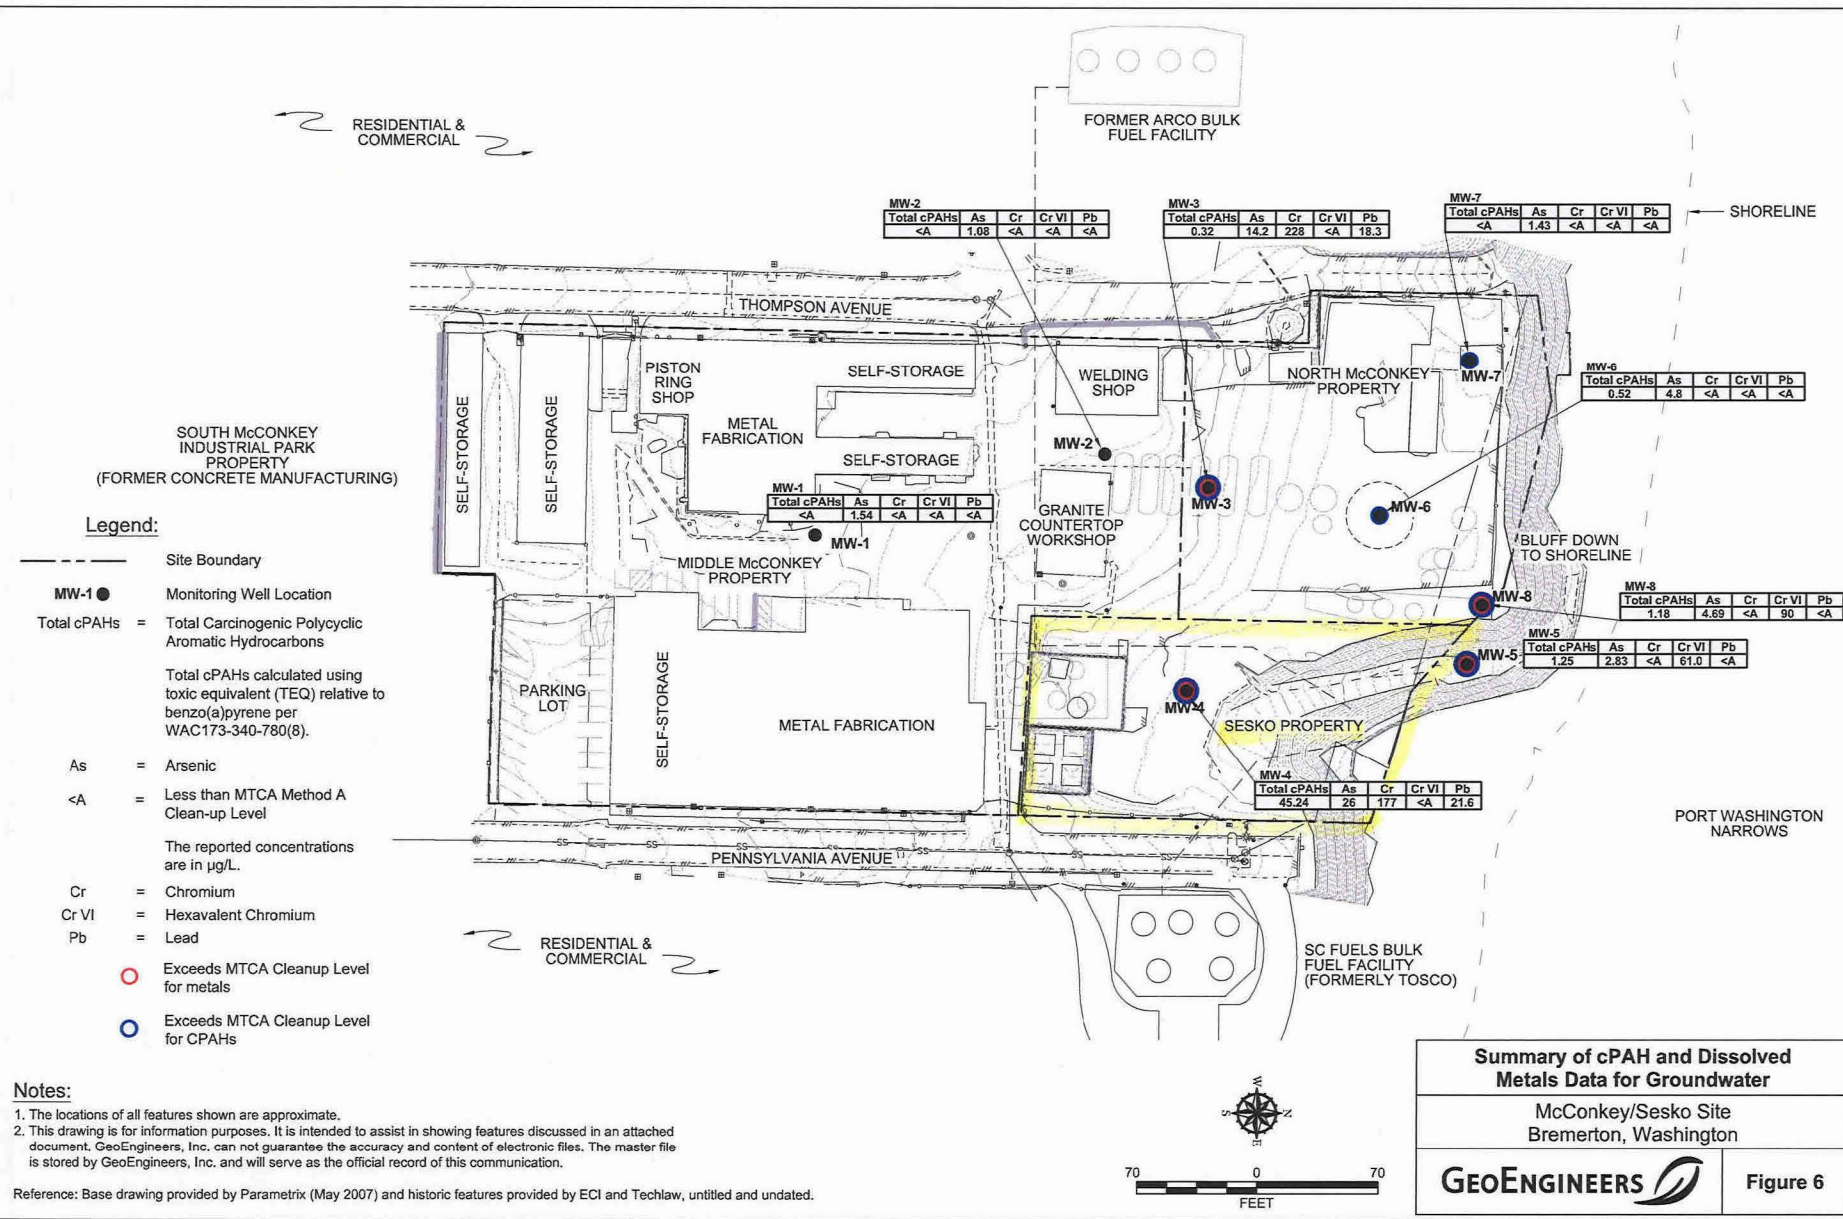 FORMER ARCO BULK
FUEL FACILITY
RESIDENTIAL &
COMMERCIAL
MW-2
Total cPAHs As Cr Cr VI Pb
<A 1.08 <A <A <A
MW-3
Total cPAHs As Cr Cr VI Pb
0.32 14.2 228 <A 18.3
MW-7
Total cPAHs As Cr Cr VI Pb
<A 1.43 <A <A <A
SHORELINE
THOMPSON AVENUE
MW-6
Total cPAHs As Cr Cr VI Pb
0.52 4.8 <A <A <A
PISTON
RING
SHOP
SELF-STORAGE
WELDING
SHOP
NORTH McCONKEY
PROPERTY
MW-7
METAL
FABRICATION
SELF-STORAGE
SELF-STORAGE
SELF-STORAGE
MW-2
SOUTH McCONKEY
INDUSTRIAL PARK
PROPERTY
(FORMER CONCRETE MANUFACTURING)
MW-1
Total cPAHs As Cr Cr VI Pb
<A 1.54 <A <A <A
MW-3
MW-6
GRANITE
COUNTERTOP
WORKSHOP
MW-1
BLUFF DOWN
TO SHORELINE
MIDDLE McCONKEY
PROPERTY
MW-8
MW-8
Total cPAHs As Cr Cr VI Pb
1.18 4.69 <A 90 <A
MW-5
MW-5
Total cPAHs As Cr Cr VI Pb
1.25 2.83 <A 61.0 <A
PARKING
LOT
SELF-STORAGE
METAL FABRICATION
MW-4
SESKO PROPERTY
MW-4
Total cPAHs As Cr Cr VI Pb
45.24 26 177 <A 21.6
PORT WASHINGTON
NARROWS
SS SS SS SS
PENNSYLVANIA AVENUE
RESIDENTIAL &
COMMERCIAL
SC FUELS BULK
FUEL FACILITY
(FORMERLY TOSCO)
Legend:
Site Boundary
MW-1 Monitoring Well Location
Total cPAHs = Total Carcinogenic Polycyclic
Aromatic Hydrocarbons
Total cPAHs calculated using
toxic equivalent (TEQ) relative to
benzo(a)pyrene per
WAC173-340-780(8).
As = Arsenic
<A = Less than MTCA Method A
Clean-up Level
The reported concentrations
are in µg/L.
Cr = Chromium
Cr VI = Hexavalent Chromium
Pb = Lead
Exceeds MTCA Cleanup Level
for metals
Exceeds MTCA Cleanup Level
for CPAHs
Notes:
1. The locations of all features shown are approximate.
2. This drawing is for information purposes. It is intended to assist in showing features discussed in an attached
document. GeoEngineers, Inc. can not guarantee the accuracy and content of electronic files. The master file
is stored by GeoEngineers, Inc. and will serve as the official record of this communication.
Reference: Base drawing provided by Parametrix (May 2007) and historic features provided by ECI and Techlaw, untitled and undated.
W
S N
E
70 0 70
FEET
Summary of cPAH and Dissolved
Metals Data for Groundwater
McConkey/Sesko Site
Bremerton, Washington
GEOENGINEERS
Figure 6